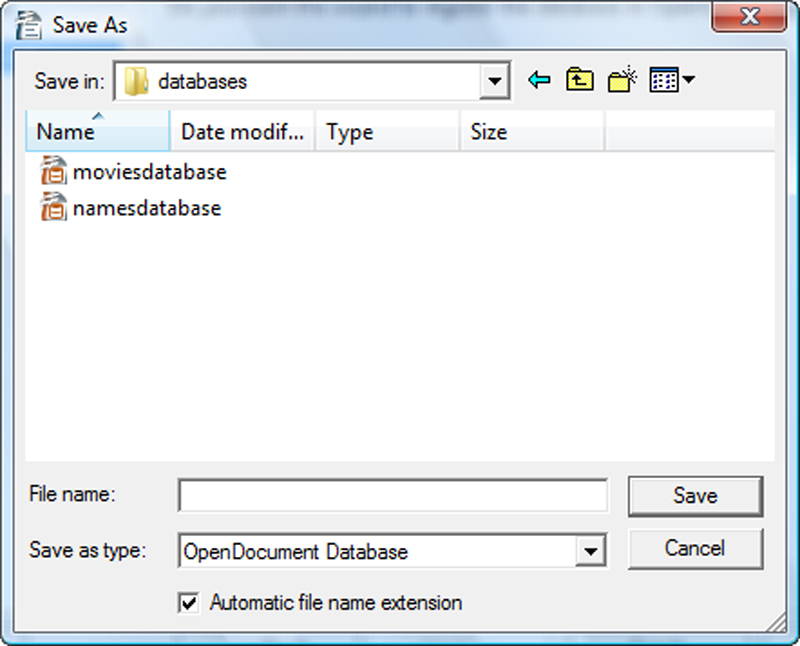 Save As
Save in: databases
Name Date modif... Type Size
moviesdatabase
namesdatabase
File name: Save
Save as type: OpenDocument Database Cancel
Automatic file name extension